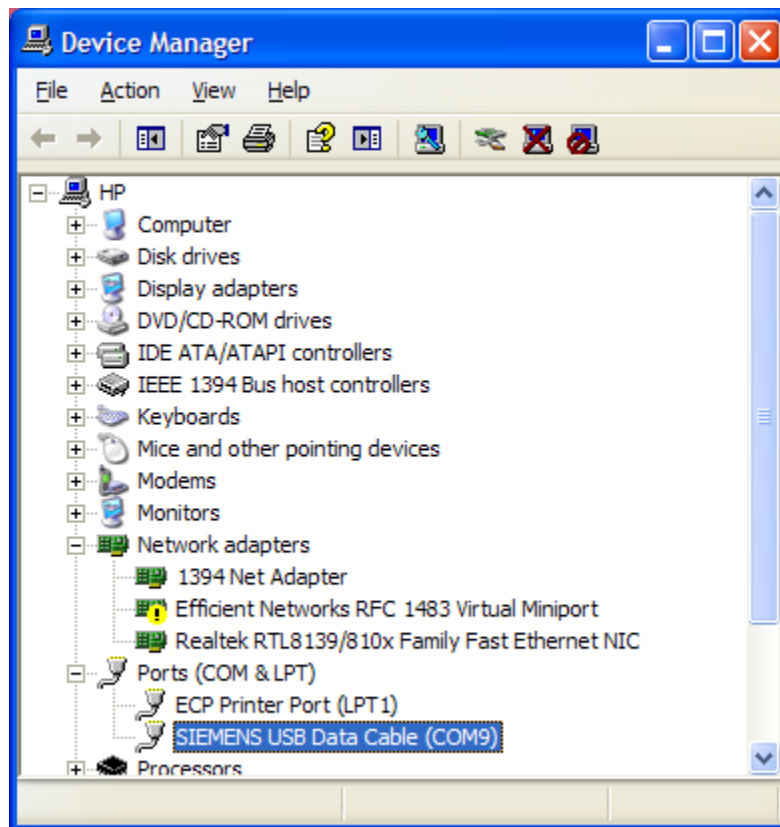 Device Manager
File Action View Help
HP
Computer
Disk drives
Display adapters
DVD/CD-ROM drives
IDE ATA/ATAPI controllers
IEEE 1394 Bus host controllers
Keyboards
Mice and other pointing devices
Modems
Monitors
Network adapters
1394 Net Adapter
Efficient Networks RFC 1483 Virtual Miniport
Realtek RTL8139/810x Family Fast Ethernet NIC
Ports (COM & LPT)
ECP Printer Port (LPT1)
SIEMENS USB Data Cable (COM9)
Processors